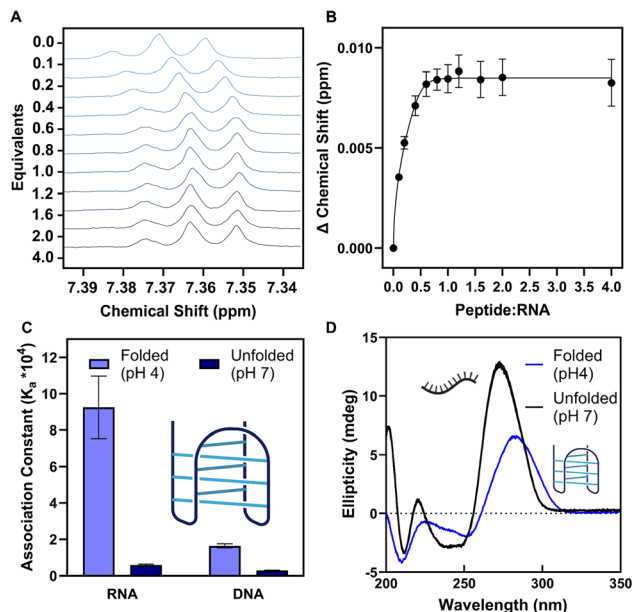 A
Equivalents
0.0
0.1
0.2
0.4
0.6
0.8
1.0
1.2
1.6
2.0
4.0
7.39 7.38 7.37 7.36 7.35 7.34
Chemical Shift (ppm)
B
Δ Chemical Shift (ppm)
0.010
0.005
0.000
0.0 0.5 1.0 1.5 2.0 2.5 3.0 3.5 4.0
Peptide:RNA
C
Association Constant (Ka *10⁴)
12
10
8
6
4
2
0
Folded
(pH 4)
Unfolded
(pH 7)
RNA DNA
D
Ellipticity (mdeg)
15
10
5
0
-5
Folded
(pH4)
Unfolded
(pH 7)
200 250 300 350
Wavelength (nm)